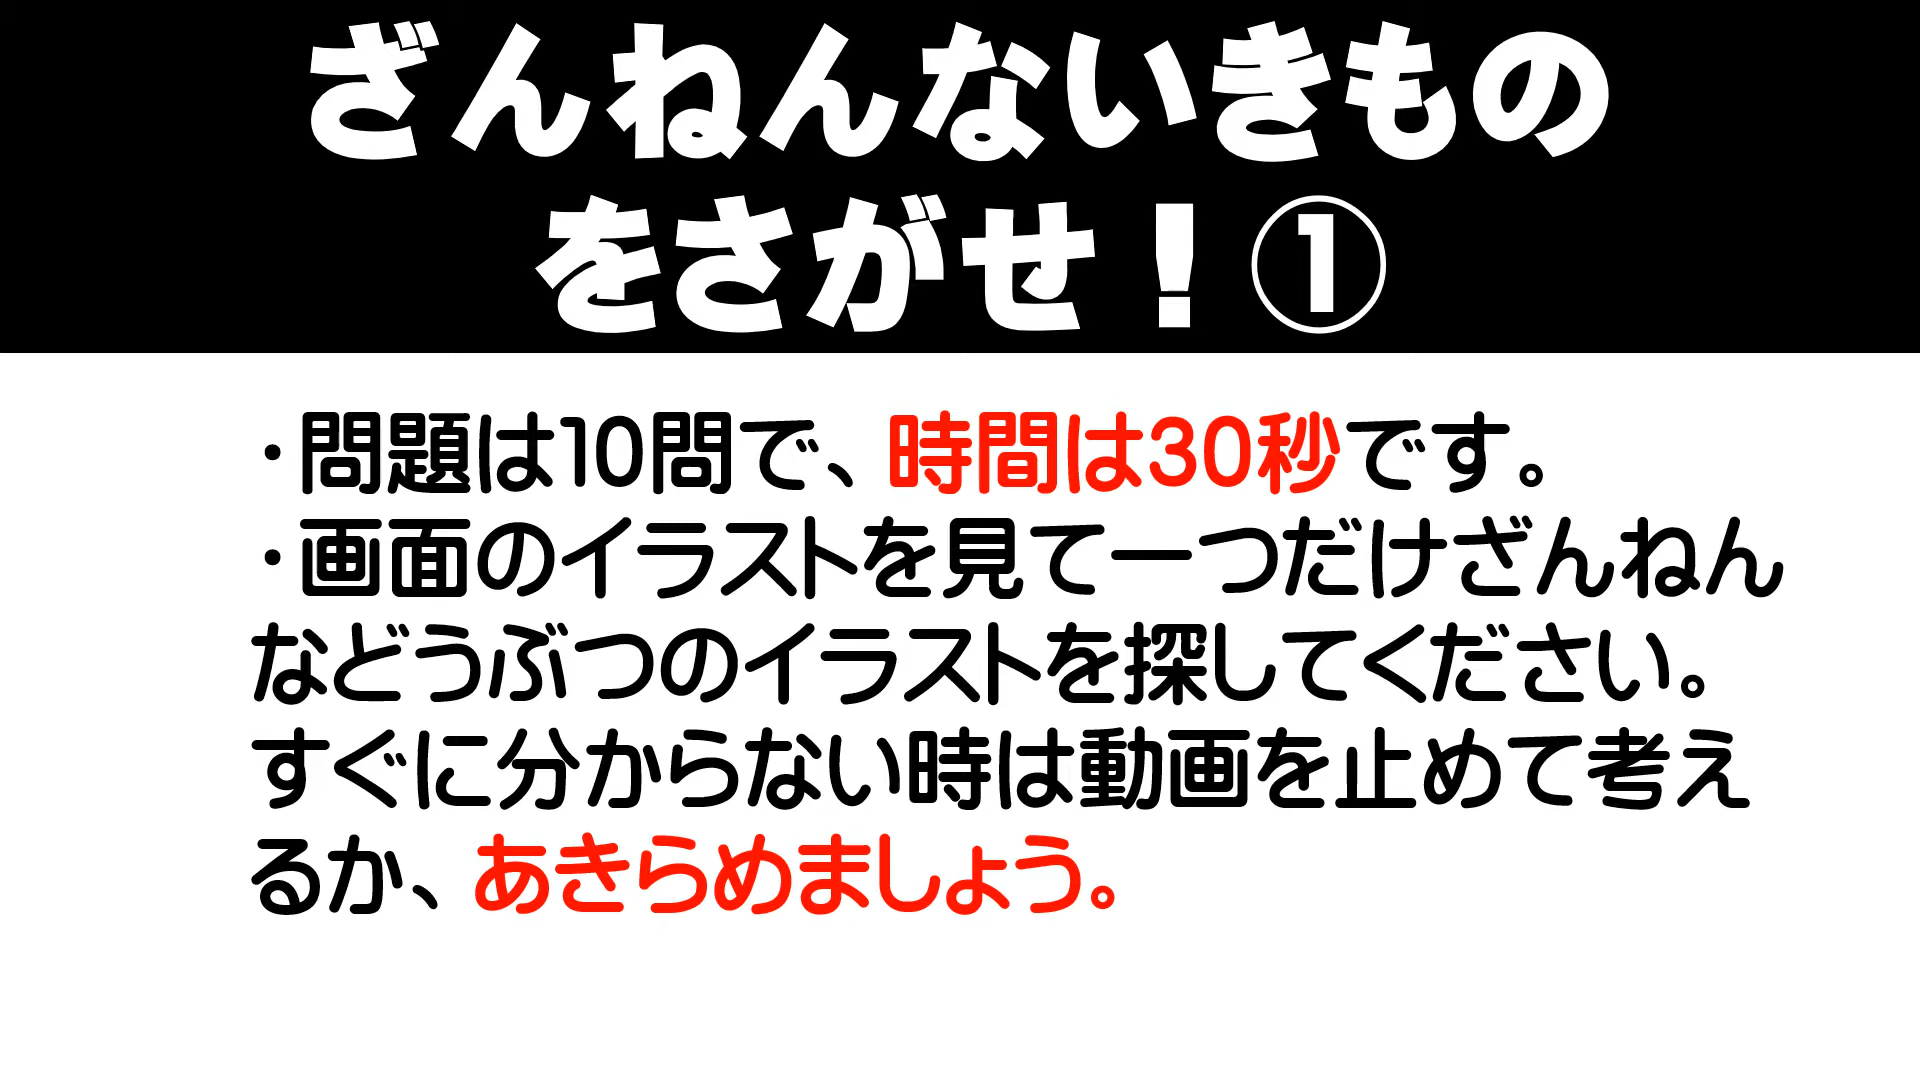 ざんねんないきもの
をさがせ！①
・問題は10問で、時間は30秒です。
・画面のイラストを見て一つだけざんねん
などうぶつのイラストを探してください。
すぐに分からない時は動画を止めて考え
るか、あきらめましょう。